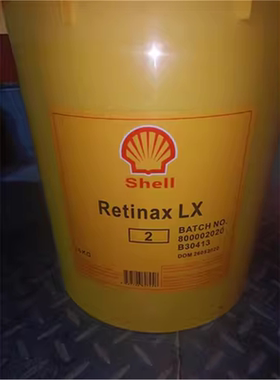 Shell
Retinax LX
2
BATCH NO.
800002020
B30413